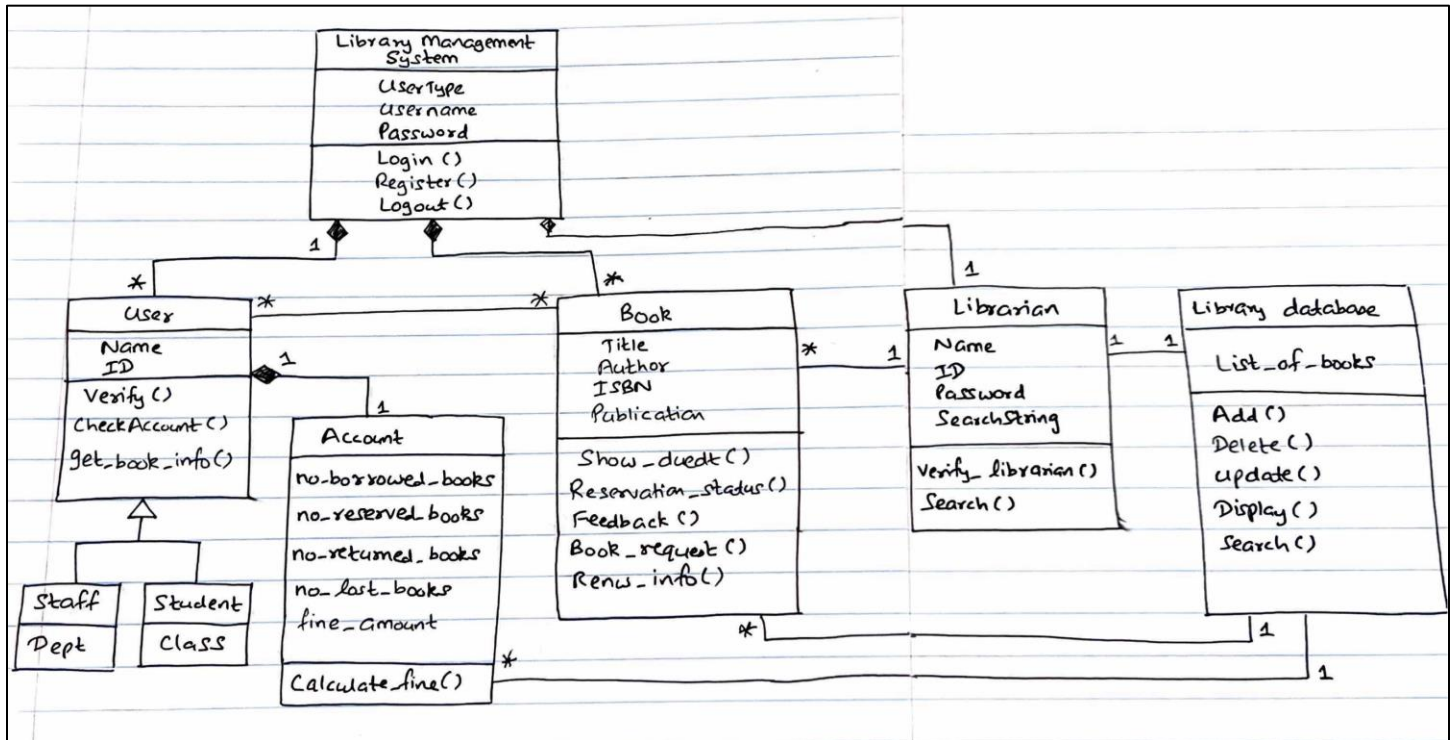 Library Management
System
UserType
Username
Password
Login ()
Register()
Logout ()
1
*
*
1
User
Name
ID
Verify ()
CheckAccount ()
get_book_info()
*
*
1
1
Account
no-borrowed_books
no_reserved_books
no_returned_books
no_lost_books
fine_amount
Calculate_fine()
Staff
Dept
Student
Class
Book
Title
Author
ISBN
Publication
Show_duedt ()
Reservation_status()
Feedback ()
Book_request ()
Renw_info()
*
1
Librarian
Name
ID
Password
SearchString
Verify_librarian()
Search()
1
1
Library database
List_of_books
Add ()
Delete ()
Update ()
Display ()
Search ()
*
1
*
1